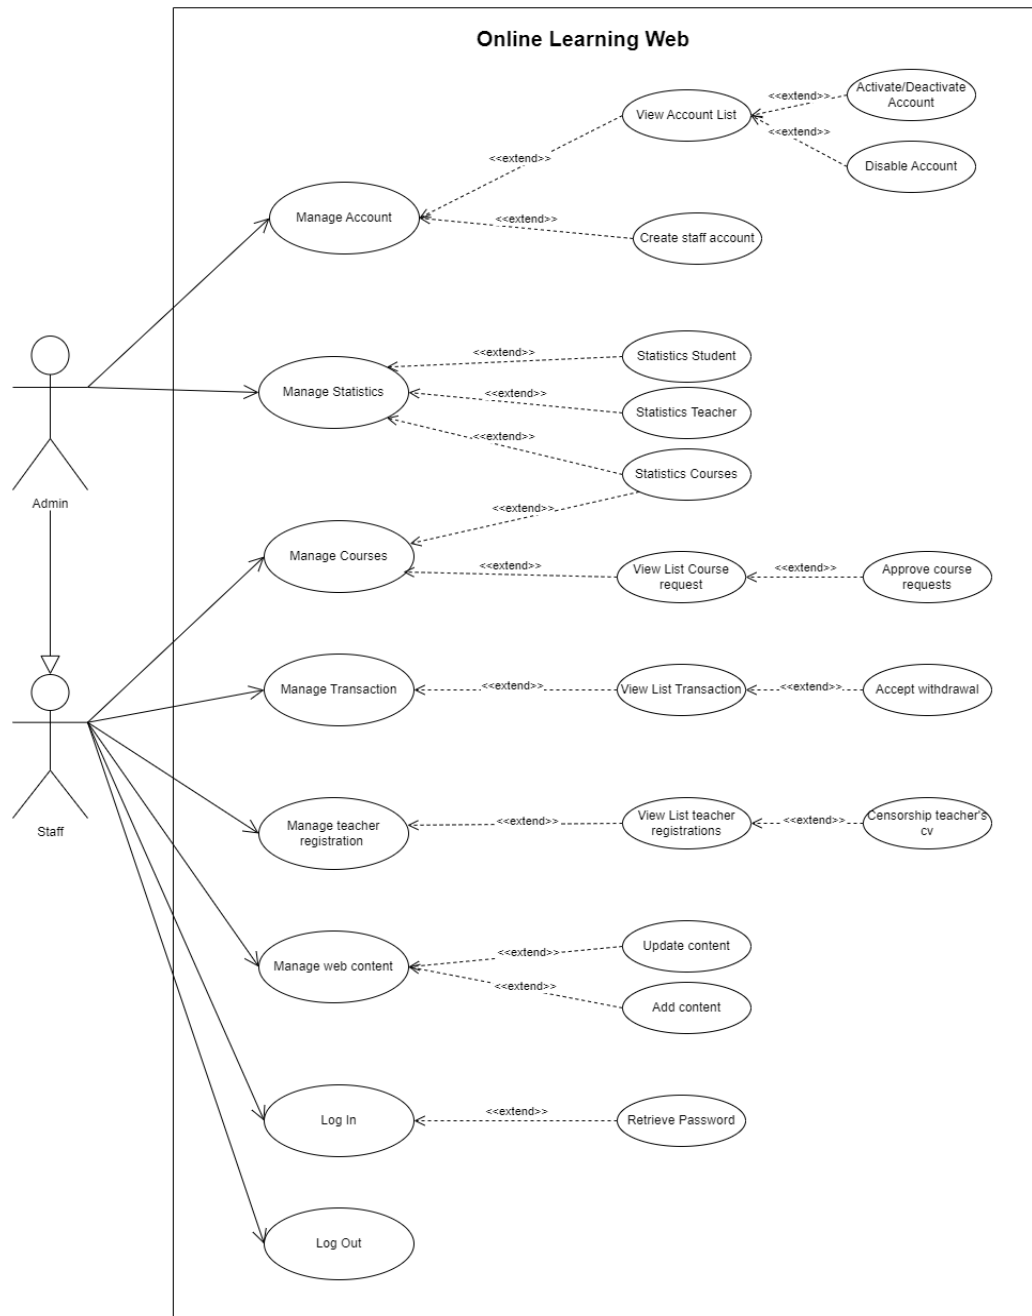 Online Learning Web
Activate/Deactivate
Account
<<extend>>
View Account List
<<extend>>
Disable Account
<<extend>>
Manage Account
<<extend>>
Create staff account
Statistics Student
<<extend>>
Manage Statistics
<<extend>>
Statistics Teacher
<<extend>>
Statistics Courses
Admin
<<extend>>
Manage Courses
<<extend>>
View List Course
request
<<extend>>
Approve course
requests
Manage Transaction
<<extend>>
View List Transaction
<<extend>>
Accept withdrawal
Staff
Manage teacher
registration
<<extend>>
View List teacher
registrations
<<extend>>
Censorship teacher's
cv
Manage web content
<<extend>>
Update content
<<extend>>
Add content
Log In
<<extend>>
Retrieve Password
Log Out